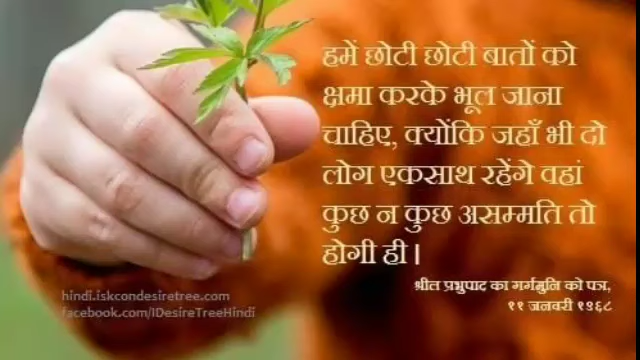 हमें छोटी छोटी बातों को
क्षमा करके भूल जाना
चाहिए, क्योंकि जहाँ भी दो
लोग एकसाथ रहेंगे वहां
कुछ न कुछ असम्मति तो
होगी ही।
श्रील प्रभुपाद का गर्गमुनि को पत्र,
११ जनवरी १९६८
hindi.iskcondesiretree.com
facebook.com/IDesireTreeHindi